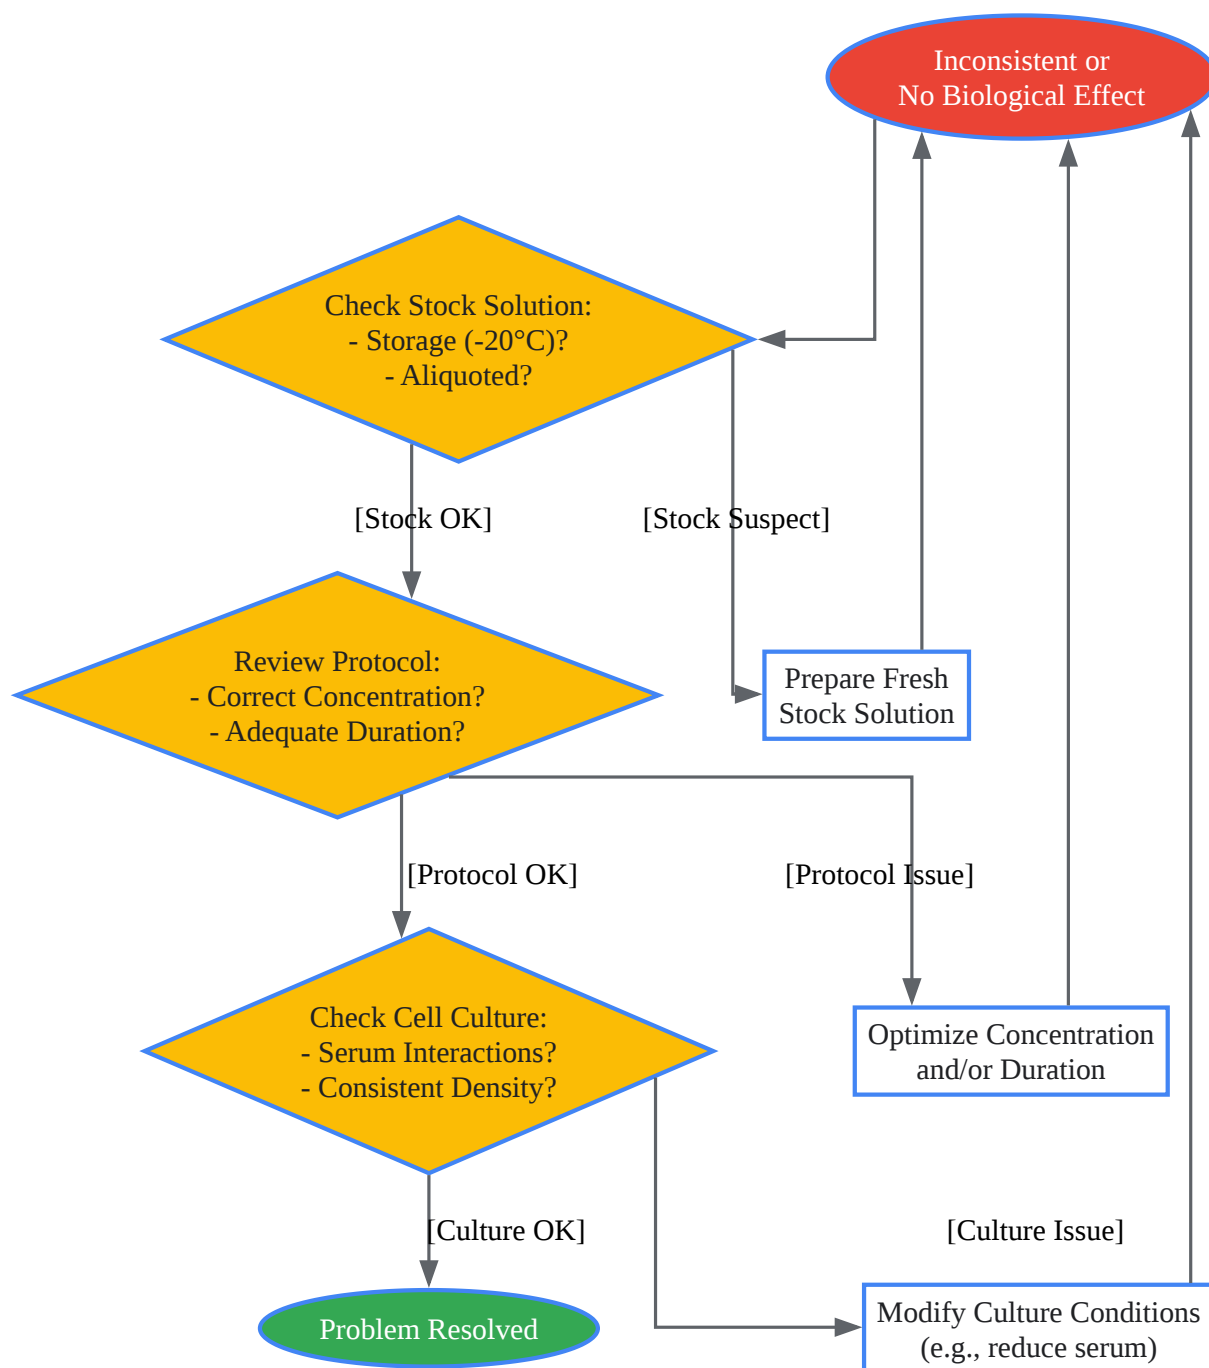 Inconsistent or
No Biological Effect
Check Stock Solution:
- Storage (-20°C)?
- Aliquoted?
[Stock OK]
[Stock Suspect]
Review Protocol:
- Correct Concentration?
- Adequate Duration?
Prepare Fresh
Stock Solution
[Protocol OK]
[Protocol Issue]
Check Cell Culture:
- Serum Interactions?
- Consistent Density?
Optimize Concentration
and/or Duration
[Culture OK]
[Culture Issue]
Problem Resolved
Modify Culture Conditions
(e.g., reduce serum)